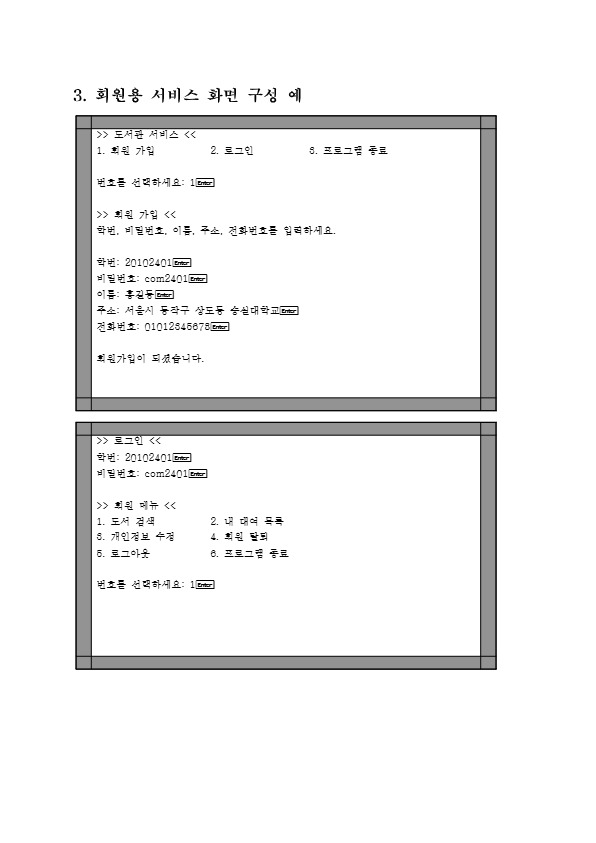 3. 회원용 서비스 화면 구성 예
>> 도서관 서비스 <<
1. 회원 가입 2. 로그인 3. 프로그램 종료
번호를 선택하세요: 1Enter
>> 회원 가입 <<
학번, 비밀번호, 이름, 주소, 전화번호를 입력하세요.
학번: 20102401Enter
비밀번호: com2401Enter
이름: 홍길동Enter
주소: 서울시 동작구 상도동 숭실대학교Enter
전화번호: 01012345678Enter
회원가입이 되셨습니다.
>> 로그인 <<
학번: 20102401Enter
비밀번호: com2401Enter
>> 회원 메뉴 <<
1. 도서 검색 2. 내 대여 목록
3. 개인정보 수정 4. 회원 탈퇴
5. 로그아웃 6. 프로그램 종료
번호를 선택하세요: 1Enter